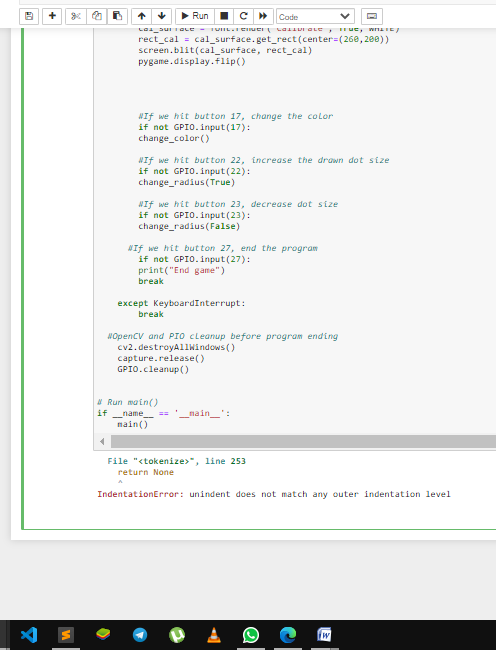 Run Code
cal_surface = font.render('Calibrate', True, WHITE)
rect_cal = cal_surface.get_rect(center=(260,200))
screen.blit(cal_surface, rect_cal)
pygame.display.flip()
#If we hit button 17, change the color
if not GPIO.input(17):
change_color()
#If we hit button 22, increase the drawn dot size
if not GPIO.input(22):
change_radius(True)
#If we hit button 23, decrease dot size
if not GPIO.input(23):
change_radius(False)
#If we hit button 27, end the program
if not GPIO.input(27):
print("End game")
break
except KeyboardInterrupt:
break
#OpenCV and PIO cleanup before program ending
cv2.destroyAllWindows()
capture.release()
GPIO.cleanup()
# Run main()
if __name__ == '__main__':
main()
File "<tokenize>", line 253
return None
^
IndentationError: unindent does not match any outer indentation level